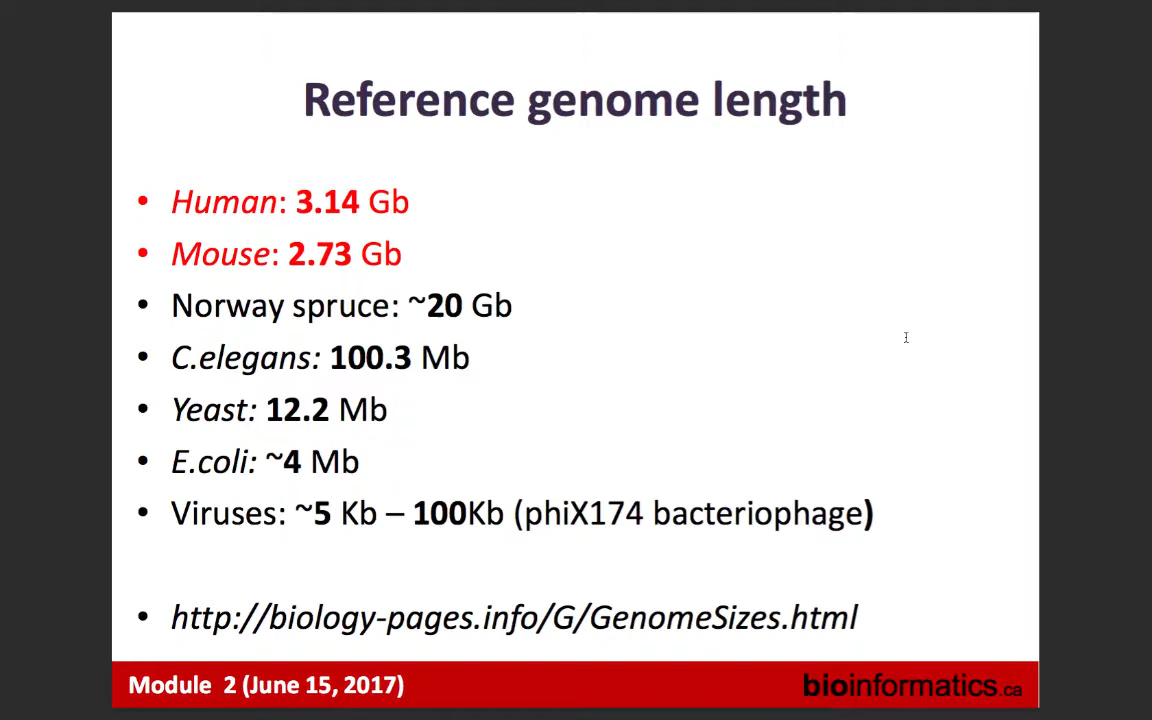 Reference genome length
• Human: 3.14 Gb
• Mouse: 2.73 Gb
• Norway spruce: ~20 Gb
• C.elegans: 100.3 Mb
• Yeast: 12.2 Mb
• E.coli: ~4 Mb
• Viruses: ~5 Kb – 100Kb (phiX174 bacteriophage)
• http://biology-pages.info/G/GenomeSizes.html
Module 2 (June 15, 2017)
bioinformatics.ca